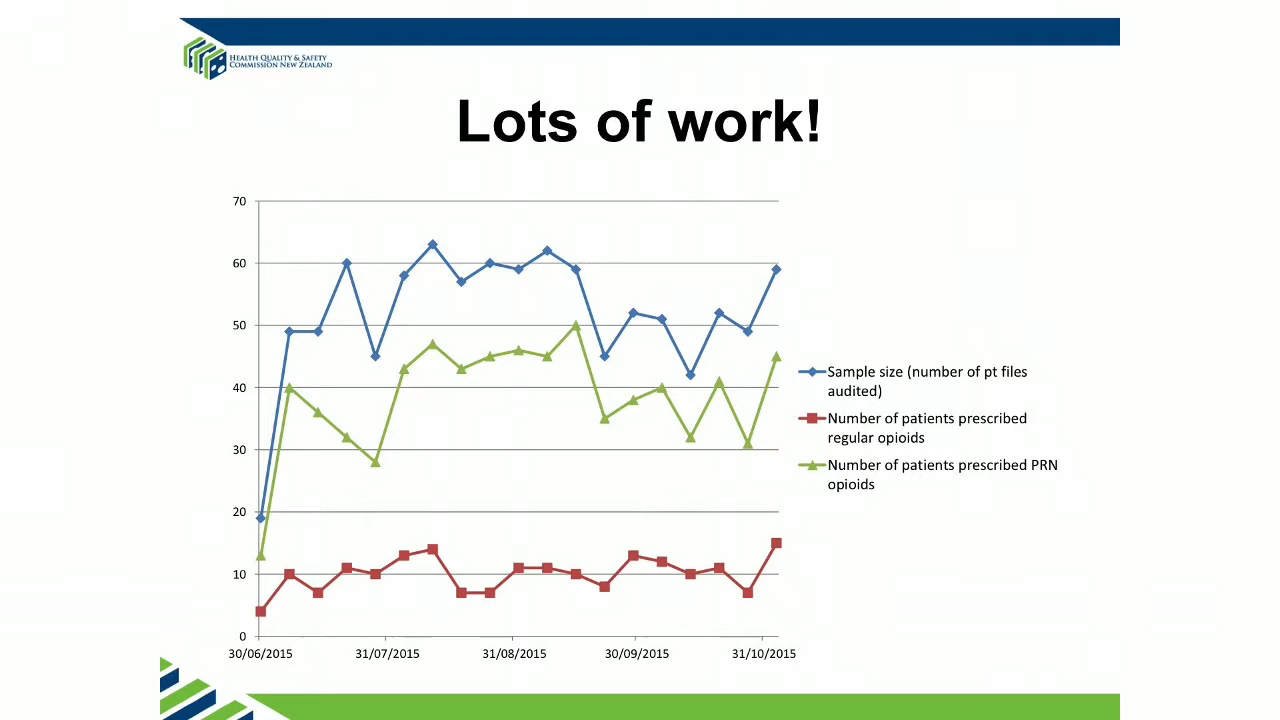 HEALTH QUALITY & SAFETY
COMMISSION NEW ZEALAND
Lots of work!
70
60
50
40
30
20
10
0
30/06/2015 31/07/2015 31/08/2015 30/09/2015 31/10/2015
Sample size (number of pt files
audited)
Number of patients prescribed
regular opioids
Number of patients prescribed PRN
opioids